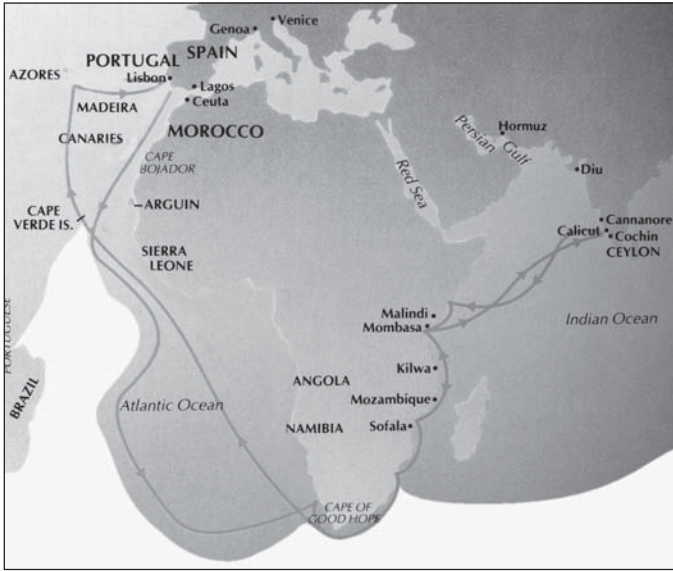 Venice
Genoa
SPAIN
PORTUGAL
AZORES
Lisbon
Lagos
Ceuta
MADEIRA
MOROCCO
CANARIES
CAPE
BOJADOR
Hormuz
Persian
Gulf
Diu
Red Sea
ARGUIN
CAPE
VERDE IS.
Cannanore
Calicut
Cochin
CEYLON
SIERRA
LEONE
Malindi
Mombasa
Indian Ocean
PORTUGUESE
BRAZIL
Kilwa
ANGOLA
Mozambique
Atlantic Ocean
NAMIBIA
Sofala
CAPE OF
GOOD HOPE